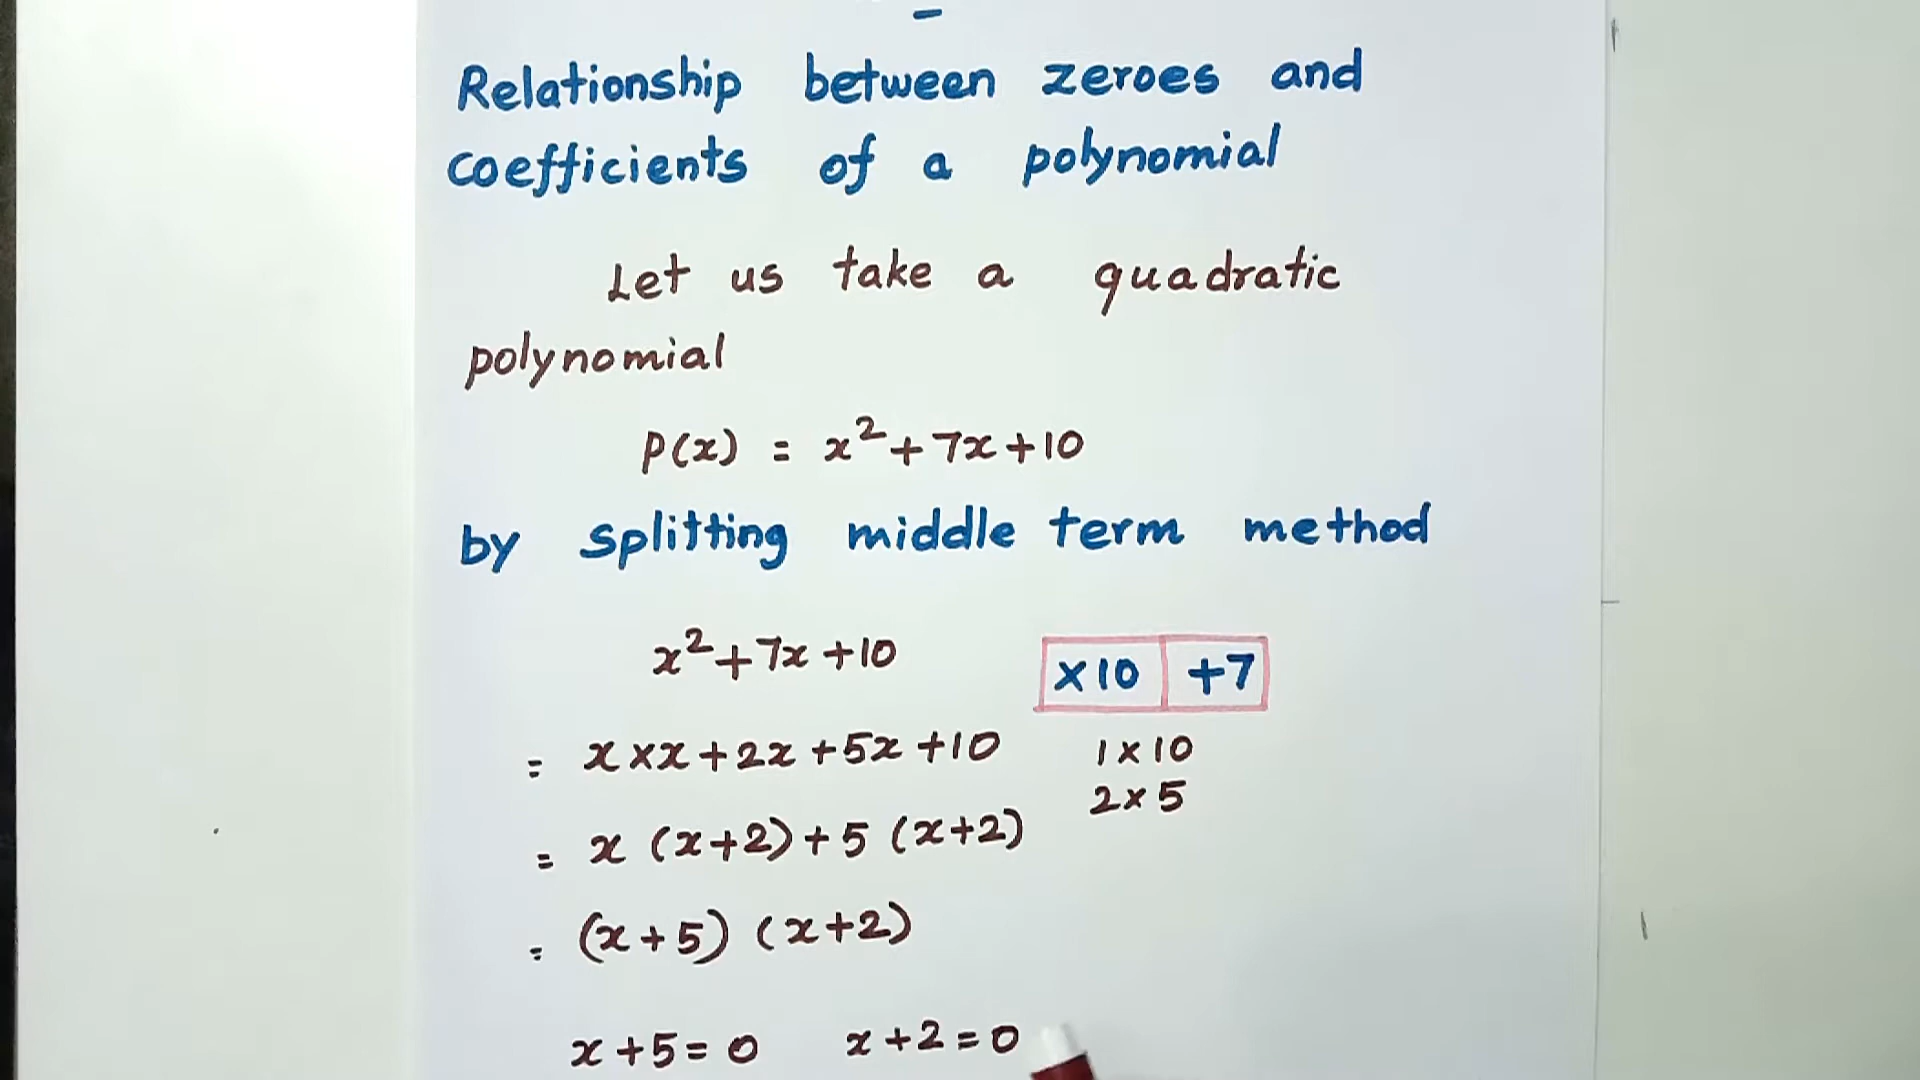 Relationship between zeroes and
coefficients of a polynomial
Let us take a quadratic
polynomial
P(x) = x²+7x+10
by splitting middle term method
x²+7x+10
×10 +7
= x×x+2x+5x+10
1×10
2×5
= x (x+2)+5 (x+2)
= (x+5) (x+2)
x+5=0 x+2=0